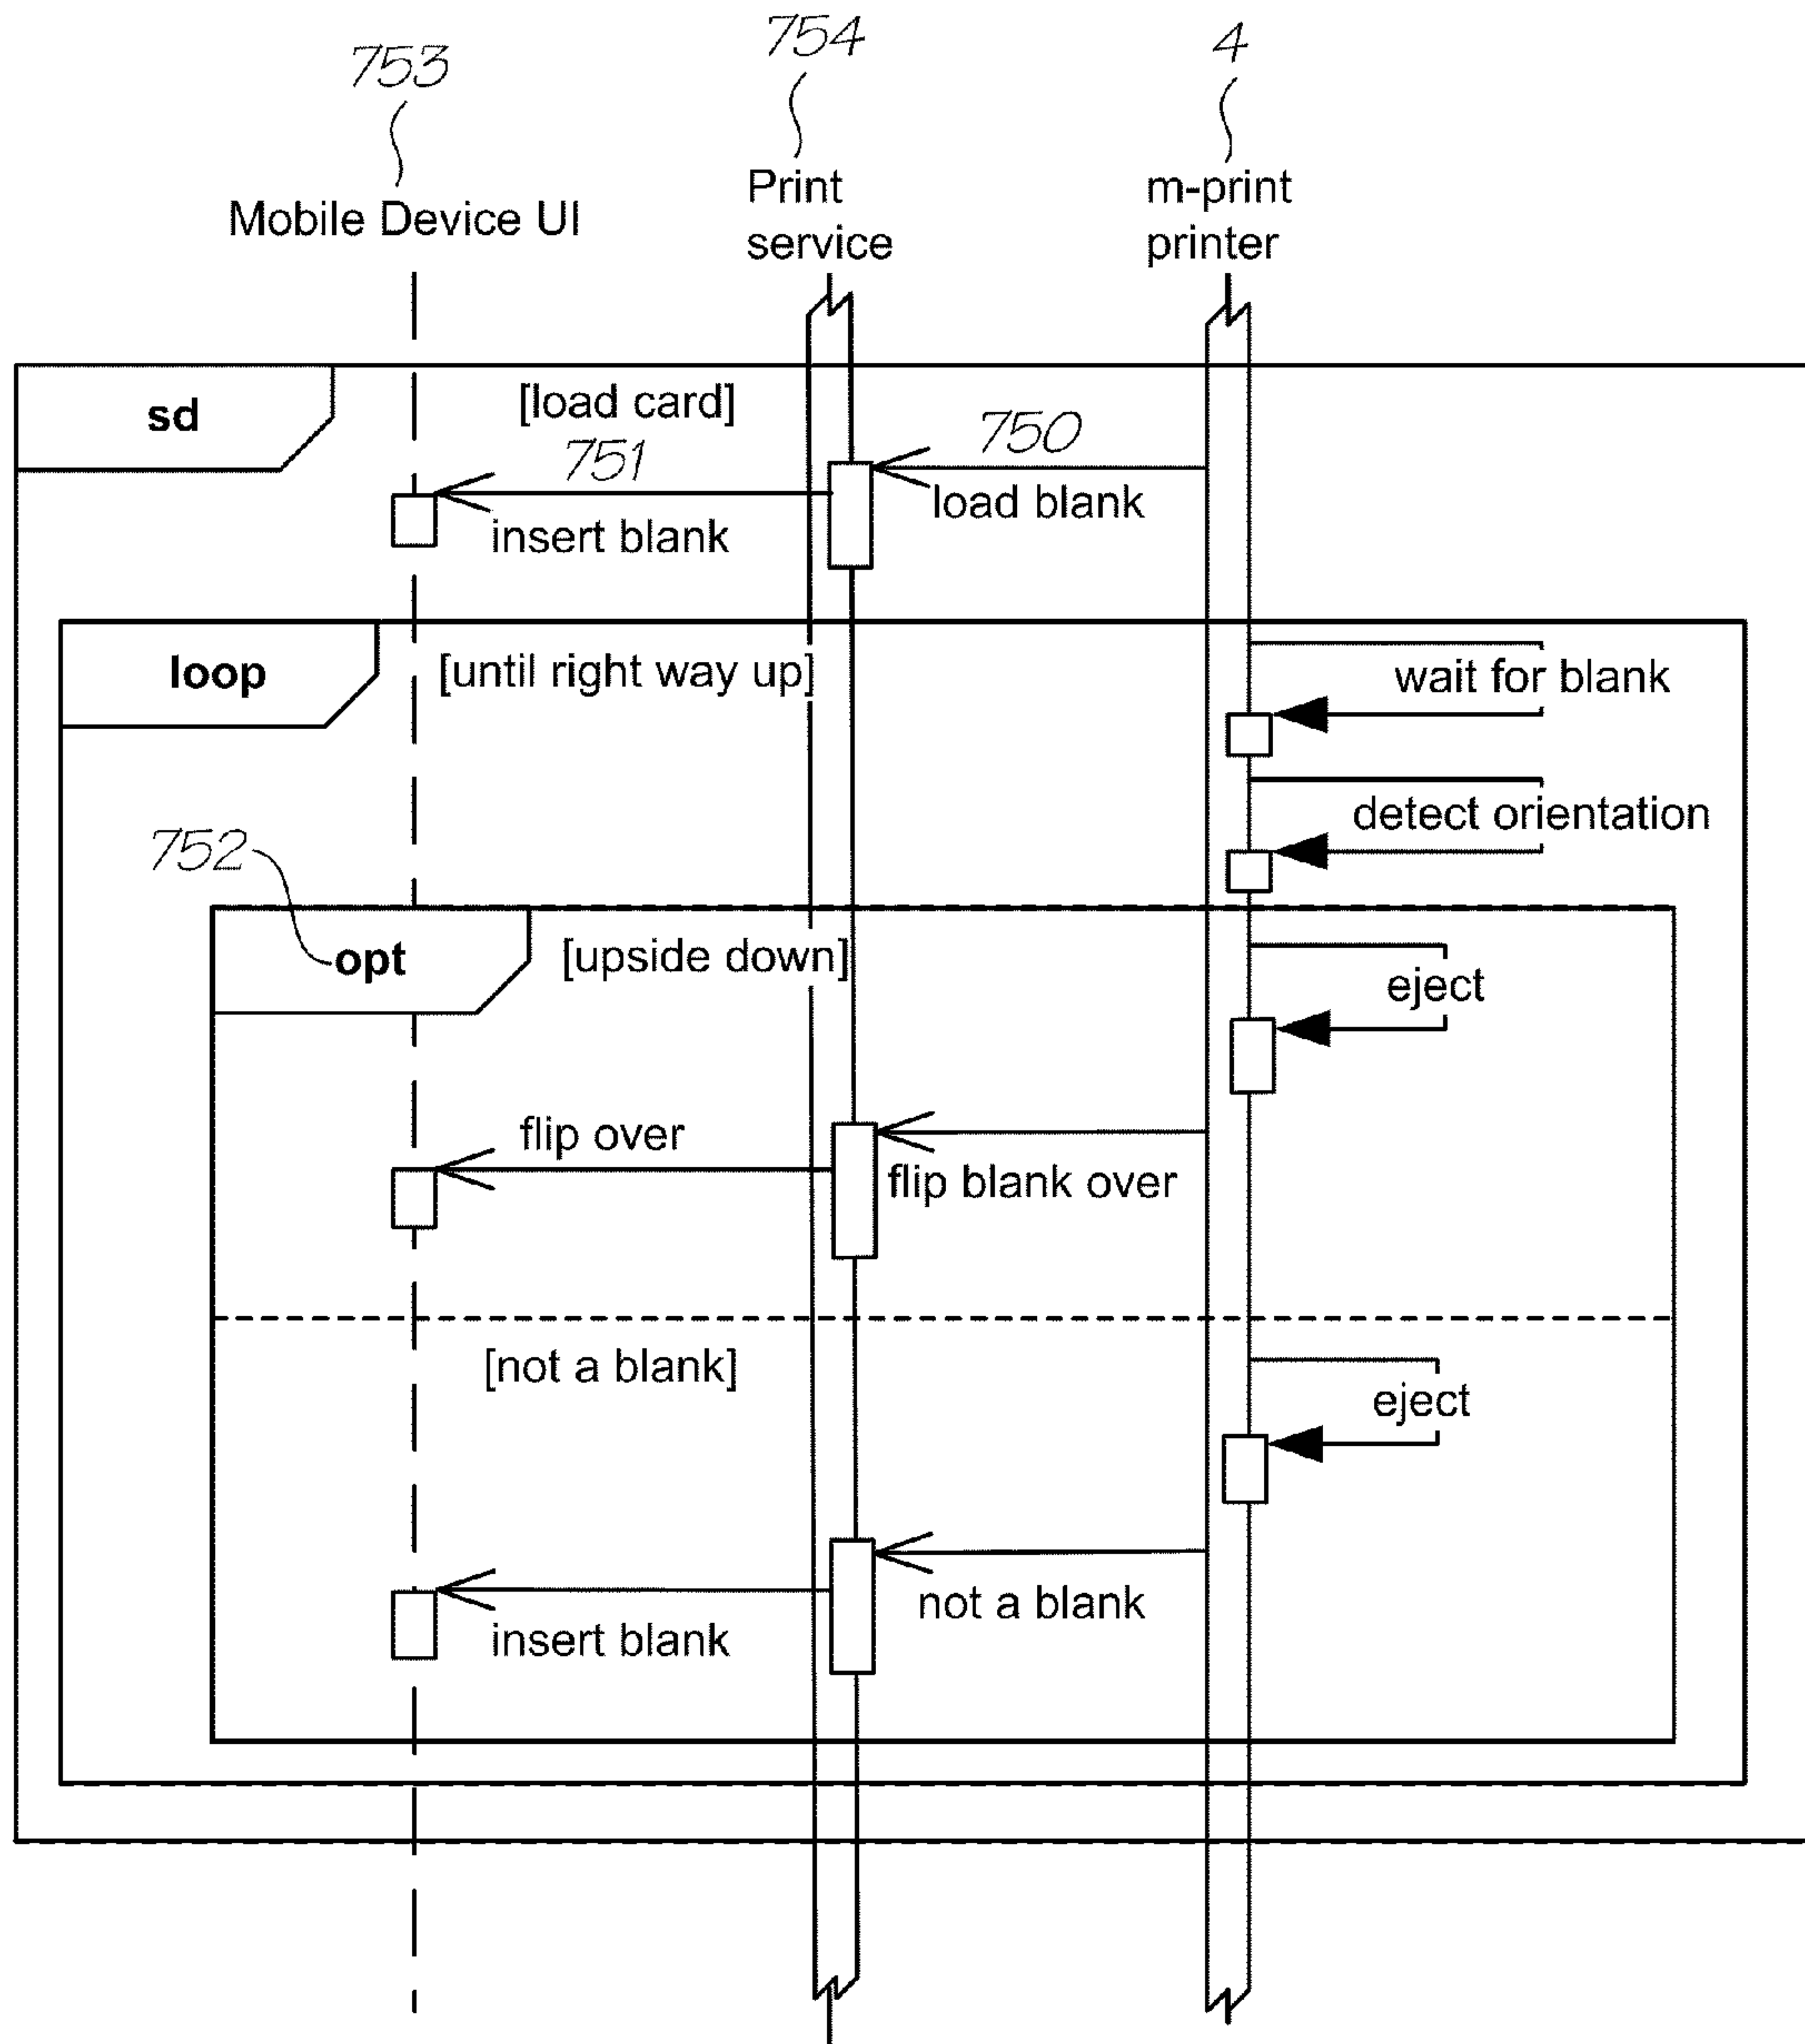 753
754
4
Mobile Device UI
Print
service
m-print
printer
sd
[load card]
751
750
insert blank
load blank
loop
[until right way up]
wait for blank
detect orientation
752
opt
[upside down]
eject
flip over
flip blank over
[not a blank]
eject
not a blank
insert blank